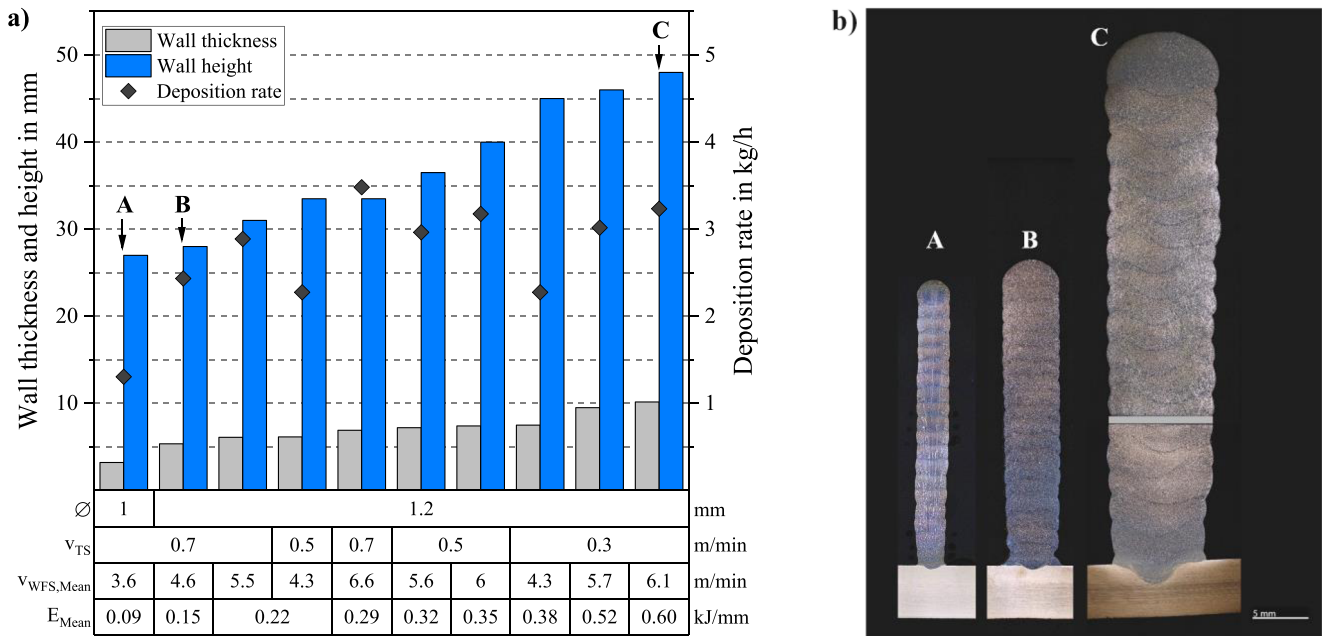 a)
Wall thickness
Wall height
Deposition rate
Wall thickness and height in mm
50
40
30
20
10
A
B
C
5
4
3
2
1
Deposition rate in kg/h
∅ 1 1.2 mm
vTS 0.7 0.5 0.7 0.5 0.3 m/min
vWFS,Mean 3.6 4.6 5.5 4.3 6.6 5.6 6 4.3 5.7 6.1 m/min
EMean 0.09 0.15 0.22 0.29 0.32 0.35 0.38 0.52 0.60 kJ/mm
b)
C
A
B
5 mm